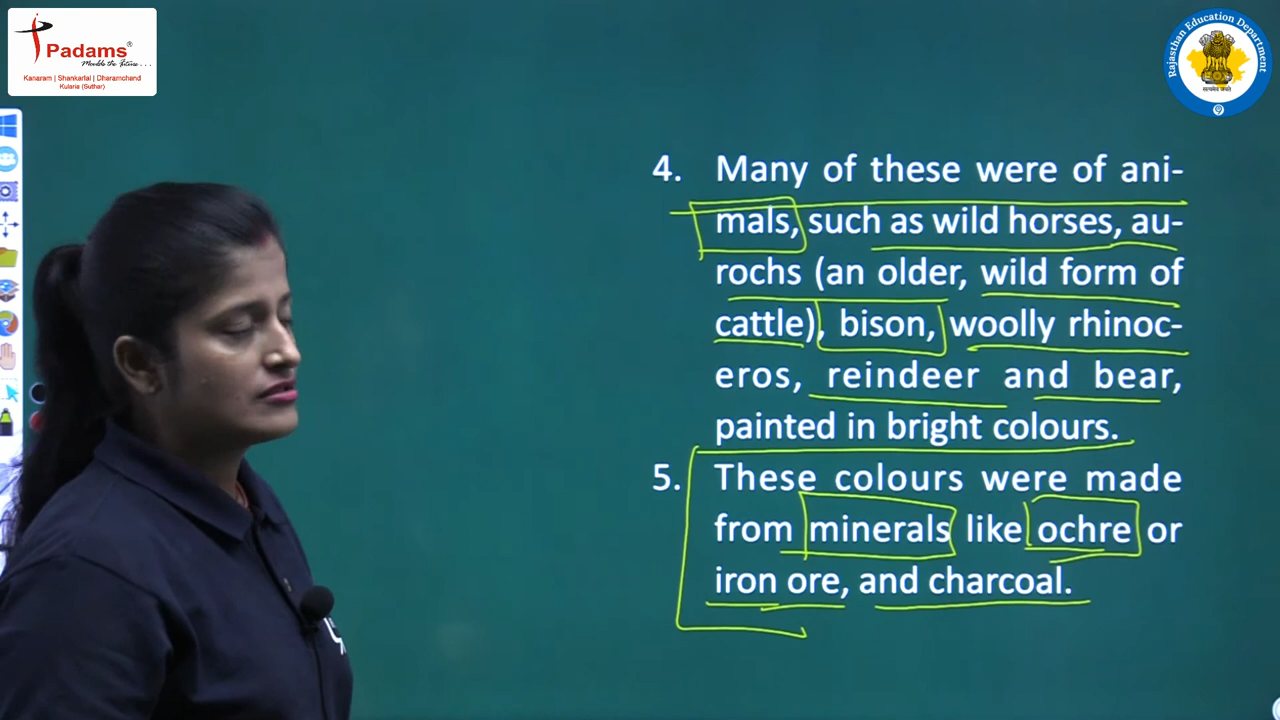 Padams®
Moulds the Future . . .
Kanaram | Shankarlal | Dharamchand
Kularia (Suthar)
Rajasthan Education Department
सत्यमेव जयते
4. Many of these were of ani-
mals, such as wild horses, au-
rochs (an older, wild form of
cattle), bison, woolly rhinoc-
eros, reindeer and bear,
painted in bright colours.
5. These colours were made
from minerals like ochre or
iron ore, and charcoal.